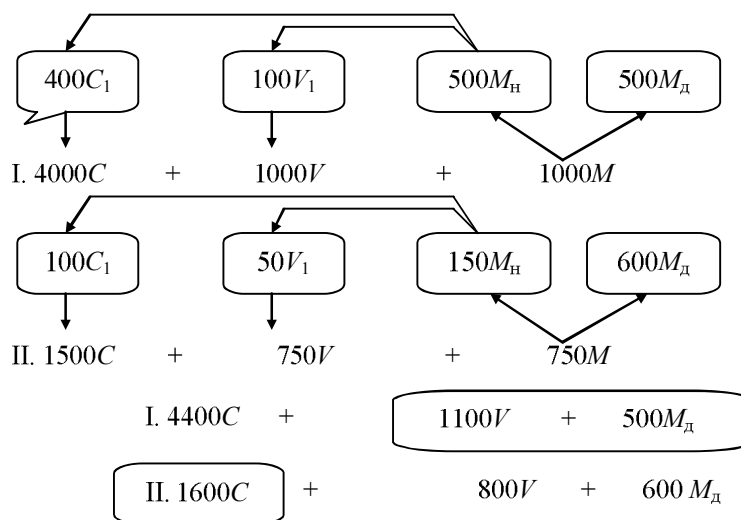 400C₁ 100V₁ 500Mн 500Mд
I. 4000C + 1000V + 1000M
100C₁ 50V₁ 150Mн 600Mд
II. 1500C + 750V + 750M
I. 4400C + 1100V + 500Mд
II. 1600C + 800V + 600 Mд